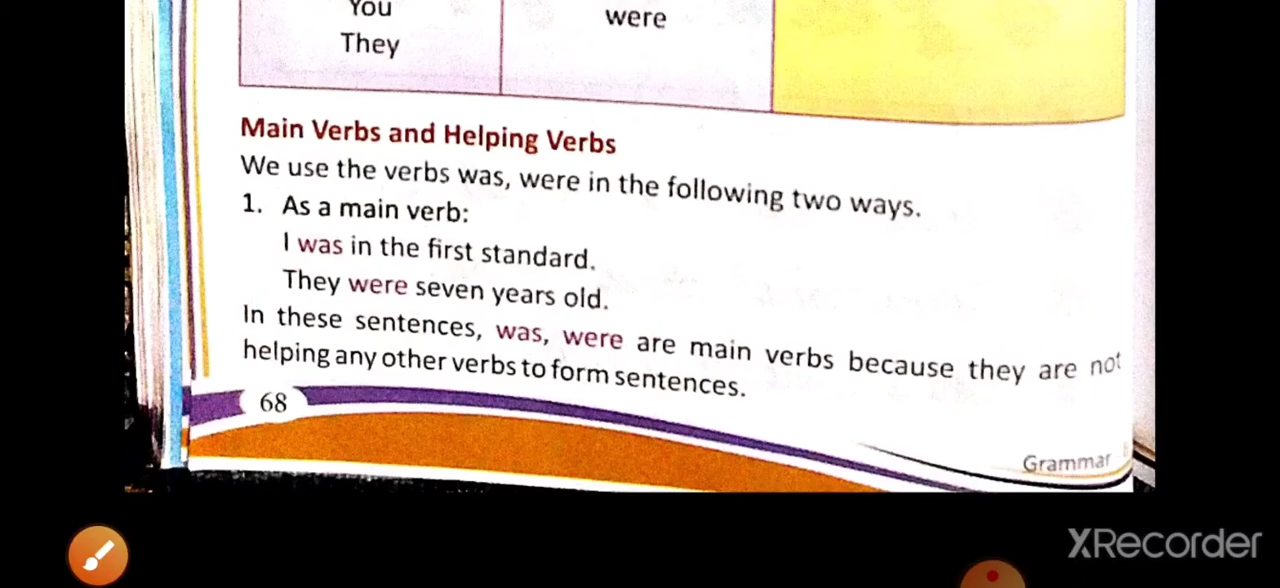 You
were
They
Main Verbs and Helping Verbs
We use the verbs was, were in the following two ways.
1. As a main verb:
I was in the first standard.
They were seven years old.
In these sentences, was, were are main verbs because they are not
helping any other verbs to form sentences.
68
Grammar
XRecorder